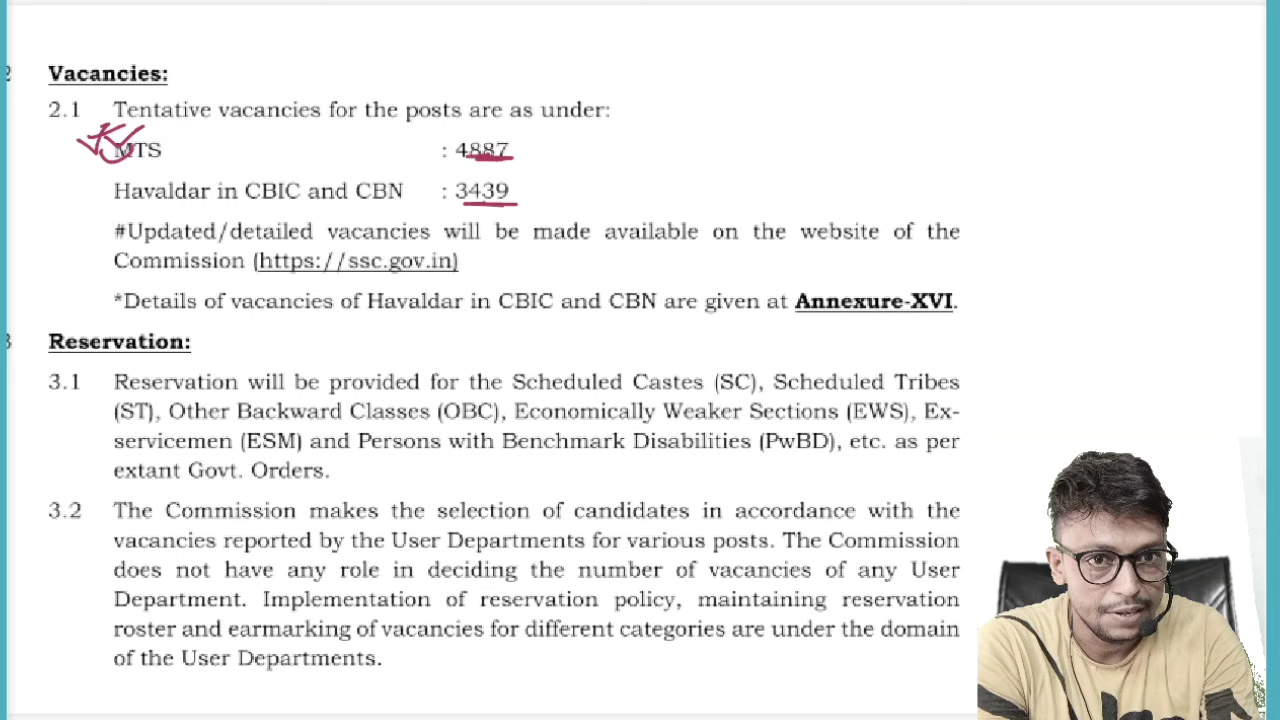 2 Vacancies:
2.1 Tentative vacancies for the posts are as under:
MTS : 4887
Havaldar in CBIC and CBN : 3439
#Updated/detailed vacancies will be made available on the website of the
Commission (https://ssc.gov.in)
*Details of vacancies of Havaldar in CBIC and CBN are given at Annexure-XVI.
3 Reservation:
3.1 Reservation will be provided for the Scheduled Castes (SC), Scheduled Tribes
(ST), Other Backward Classes (OBC), Economically Weaker Sections (EWS), Ex-
servicemen (ESM) and Persons with Benchmark Disabilities (PwBD), etc. as per
extant Govt. Orders.
3.2 The Commission makes the selection of candidates in accordance with the
vacancies reported by the User Departments for various posts. The Commission
does not have any role in deciding the number of vacancies of any User
Department. Implementation of reservation policy, maintaining reservation
roster and earmarking of vacancies for different categories are under the domain
of the User Departments.